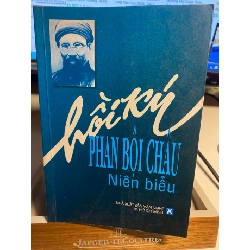 hồi ký
PHAN BỘI CHÂU
Niên biểu
JAEGER-LECOULTRE